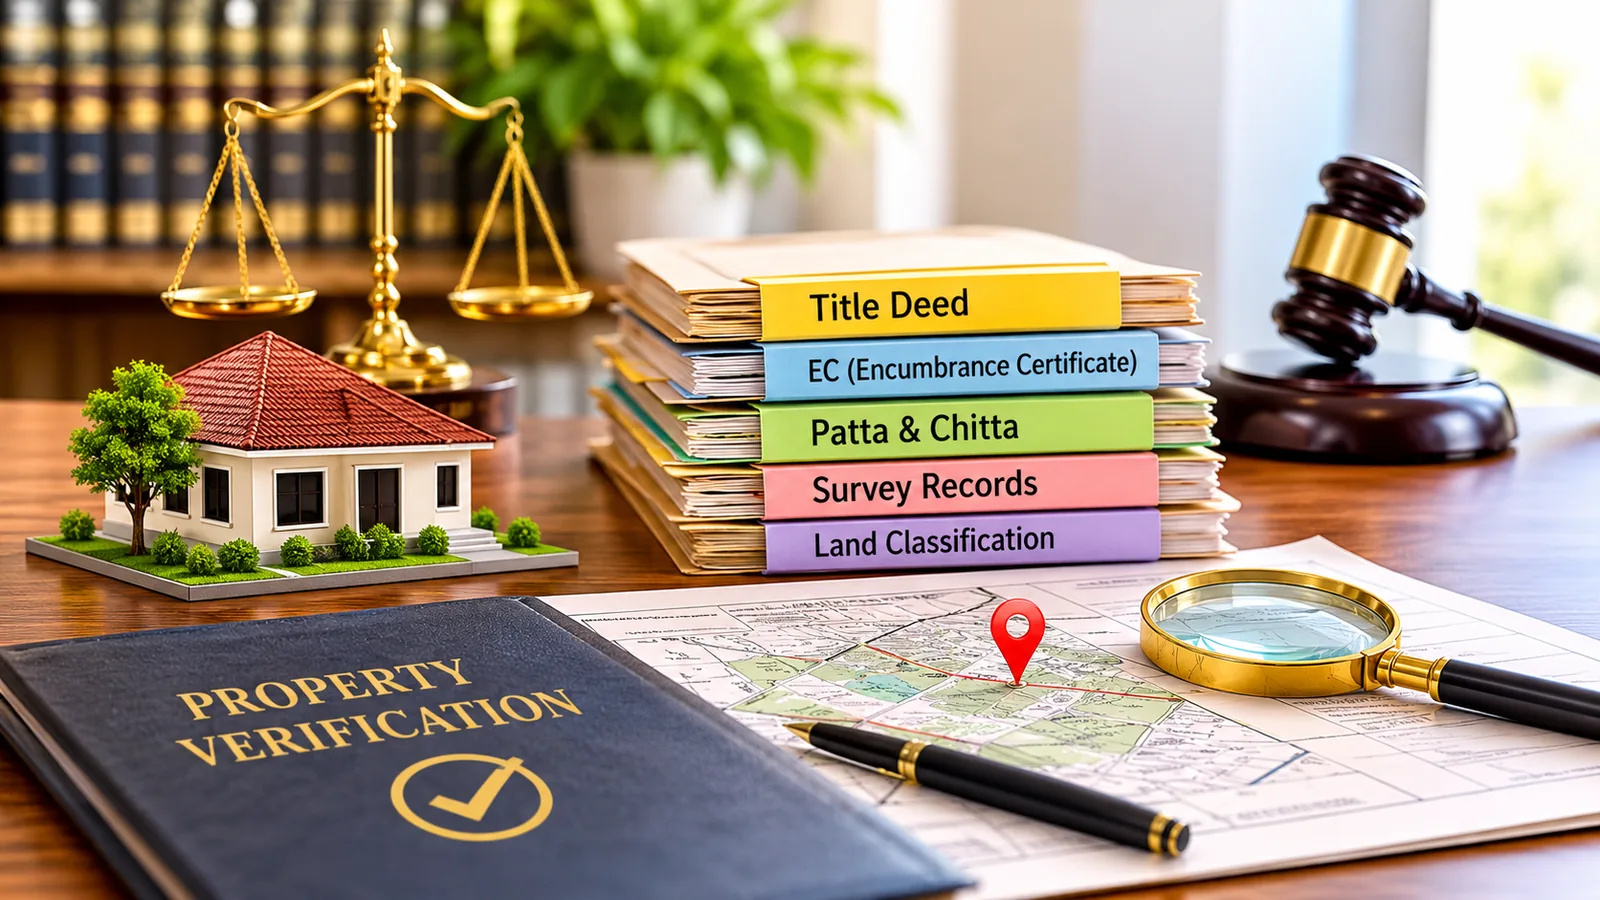 Title Deed
EC (Encumbrance Certificate)
Patta & Chitta
Survey Records
Land Classification
PROPERTY
VERIFICATION